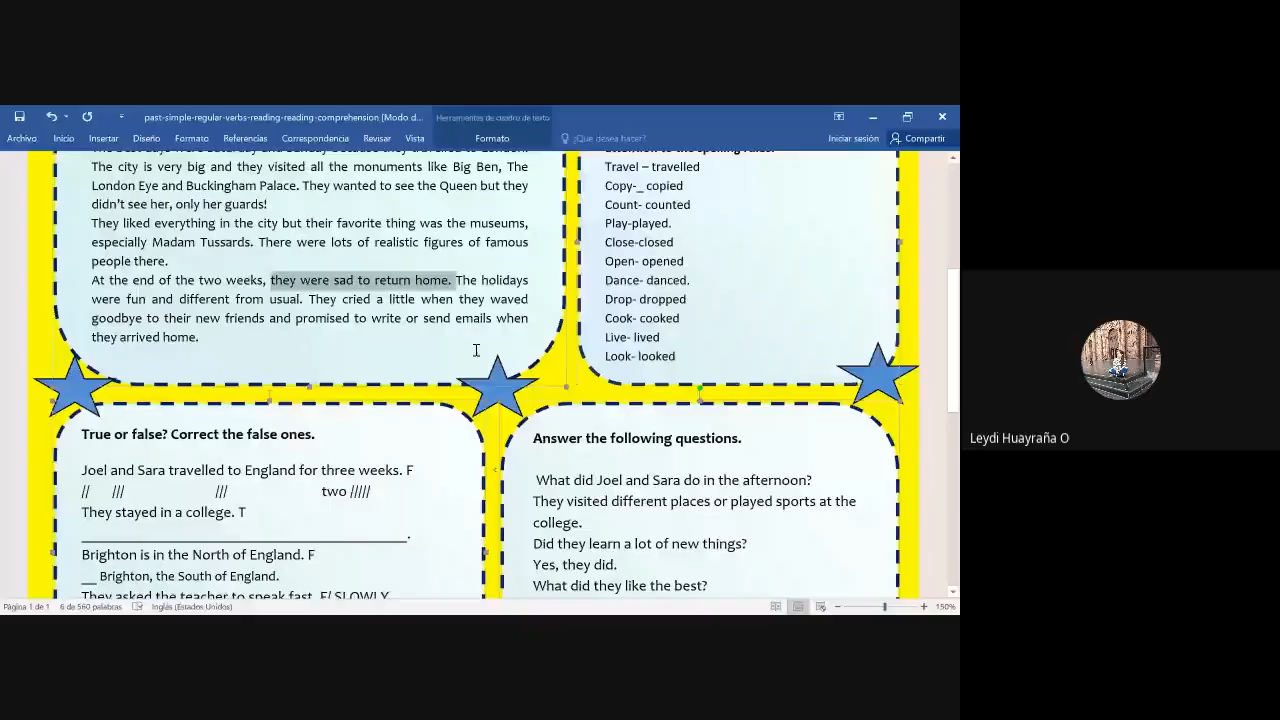 past-simple-regular-verbs-reading-reading-comprehension [Modo d...
Herramientas de cuadro de texto
Archivo Inicio Insertar Diseño Formato Referencias Correspondencia Revisar Vista Formato ¿Qué desea hacer? Iniciar sesión Compartir
The city is very big and they visited all the monuments like Big Ben, The
London Eye and Buckingham Palace. They wanted to see the Queen but they
didn't see her, only her guards!
They liked everything in the city but their favorite thing was the museums,
especially Madam Tussards. There were lots of realistic figures of famous
people there.
At the end of the two weeks, they were sad to return home. The holidays
were fun and different from usual. They cried a little when they waved
goodbye to their new friends and promised to write or send emails when
they arrived home.
Travel – travelled
Copy-_ copied
Count- counted
Play-played.
Close-closed
Open- opened
Dance- danced.
Drop- dropped
Cook- cooked
Live- lived
Look- looked
True or false? Correct the false ones.
Joel and Sara travelled to England for three weeks. F
// /// /// two /////
They stayed in a college. T
.
Brighton is in the North of England. F
__ Brighton, the South of England.
They asked the teacher to speak fast. F/ SLOWLY
Answer the following questions.
What did Joel and Sara do in the afternoon?
They visited different places or played sports at the
college.
Did they learn a lot of new things?
Yes, they did.
What did they like the best?
Página 1 de 1 6 de 560 palabras Inglés (Estados Unidos) 150%
Leydi Huayraña O